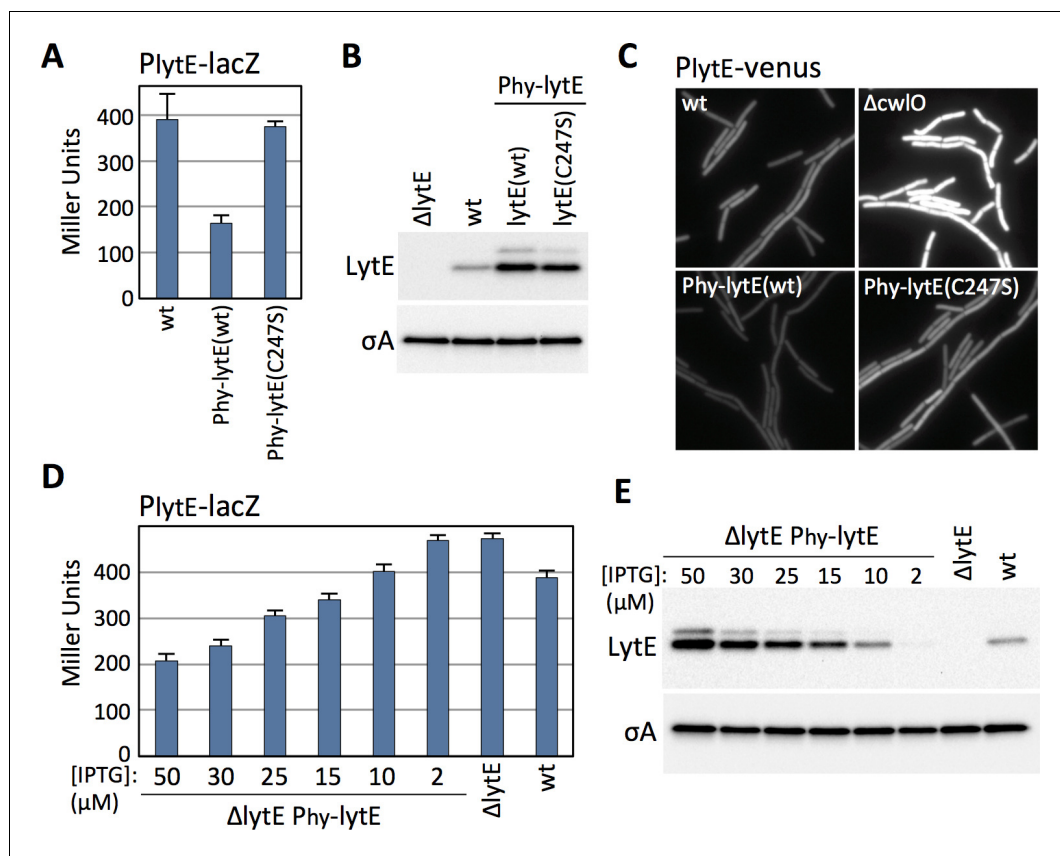 A
PlytE-lacZ
Miller Units
400
300
200
100
0
wt
Phy-lytE(wt)
Phy-lytE(C247S)
B
Phy-lytE
ΔlytE
wt
lytE(wt)
lytE(C247S)
LytE
σA
C
PlytE-venus
wt
ΔcwlO
Phy-lytE(wt)
Phy-lytE(C247S)
D
PlytE-lacZ
Miller Units
400
300
200
100
0
[IPTG]: 50 30 25 15 10 2
(μM)
ΔlytE Phy-lytE
ΔlytE
wt
E
ΔlytE Phy-lytE
ΔlytE
wt
[IPTG]: 50 30 25 15 10 2
(μM)
LytE
σA